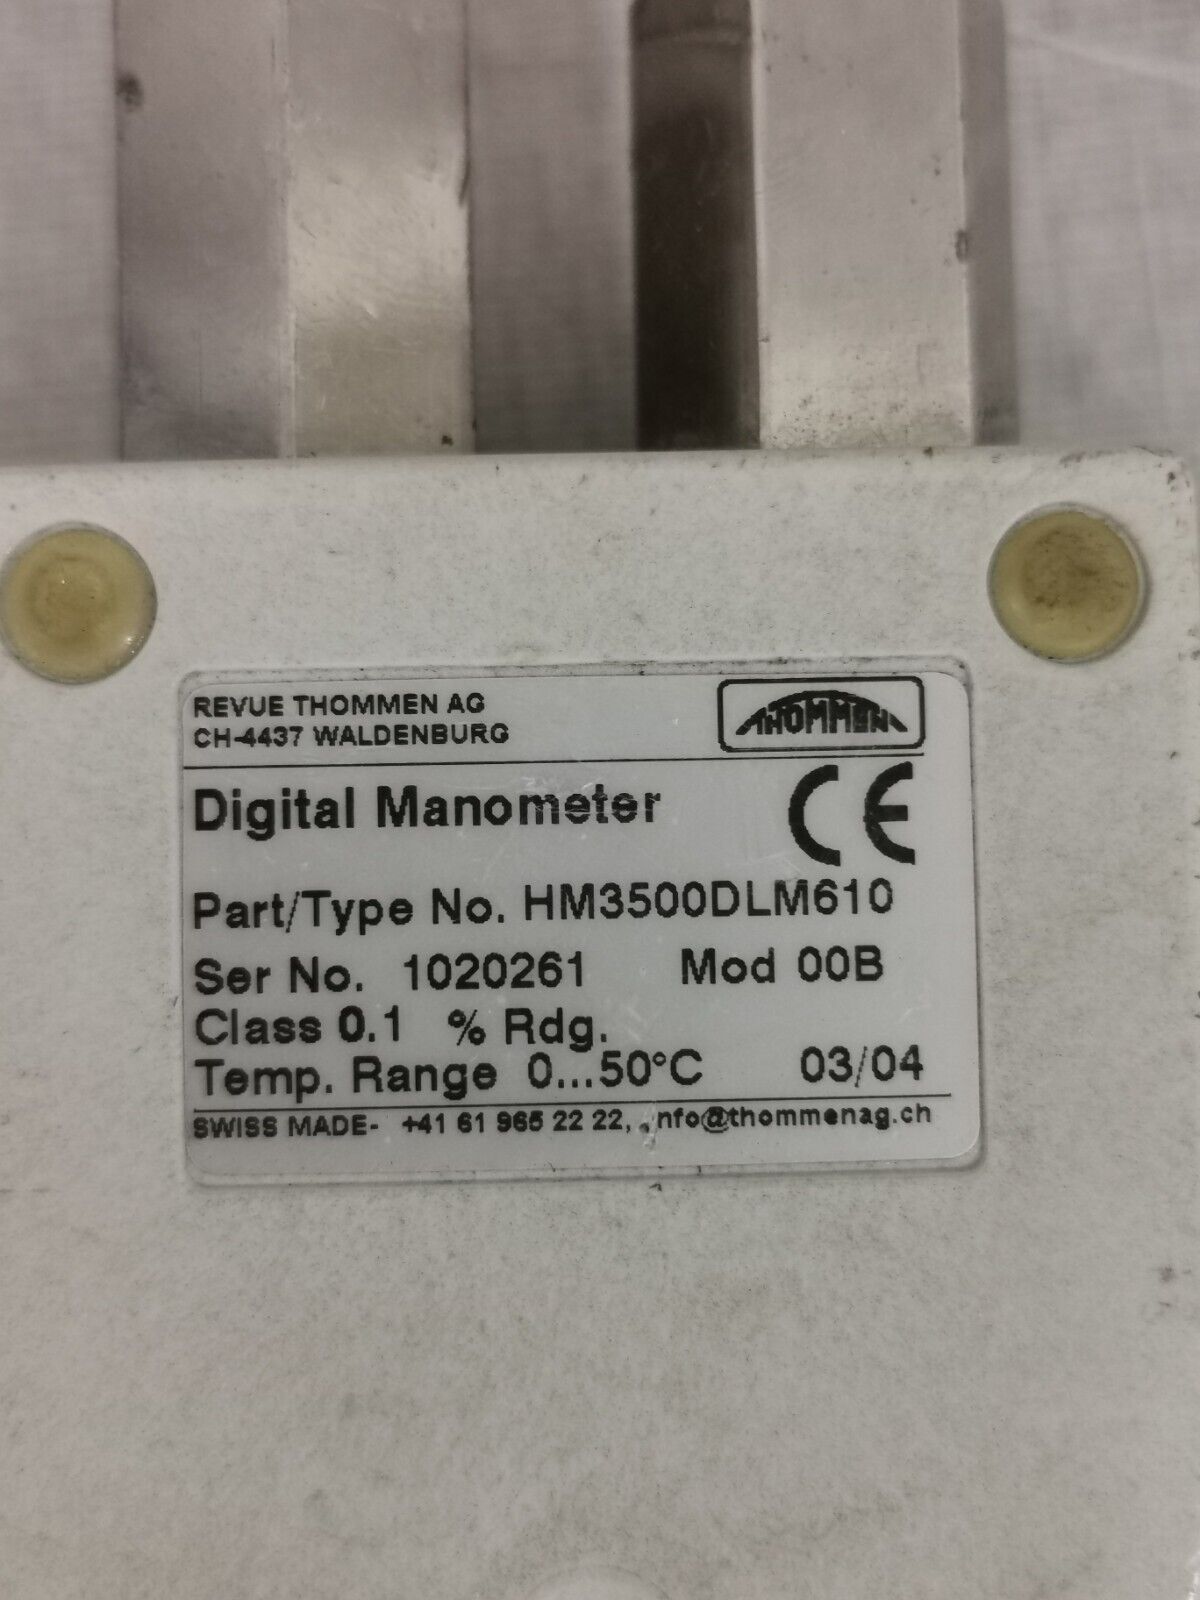 REVUE THOMMEN AG
CH-4437 WALDENBURG
THOMMEN
Digital Manometer
CE
Part/Type No. HM3500DLM610
Ser No. 1020261 Mod 00B
Class 0.1 % Rdg.
Temp. Range 0...50°C 03/04
SWISS MADE- +41 61 965 22 22, .nfo@thommenag.ch